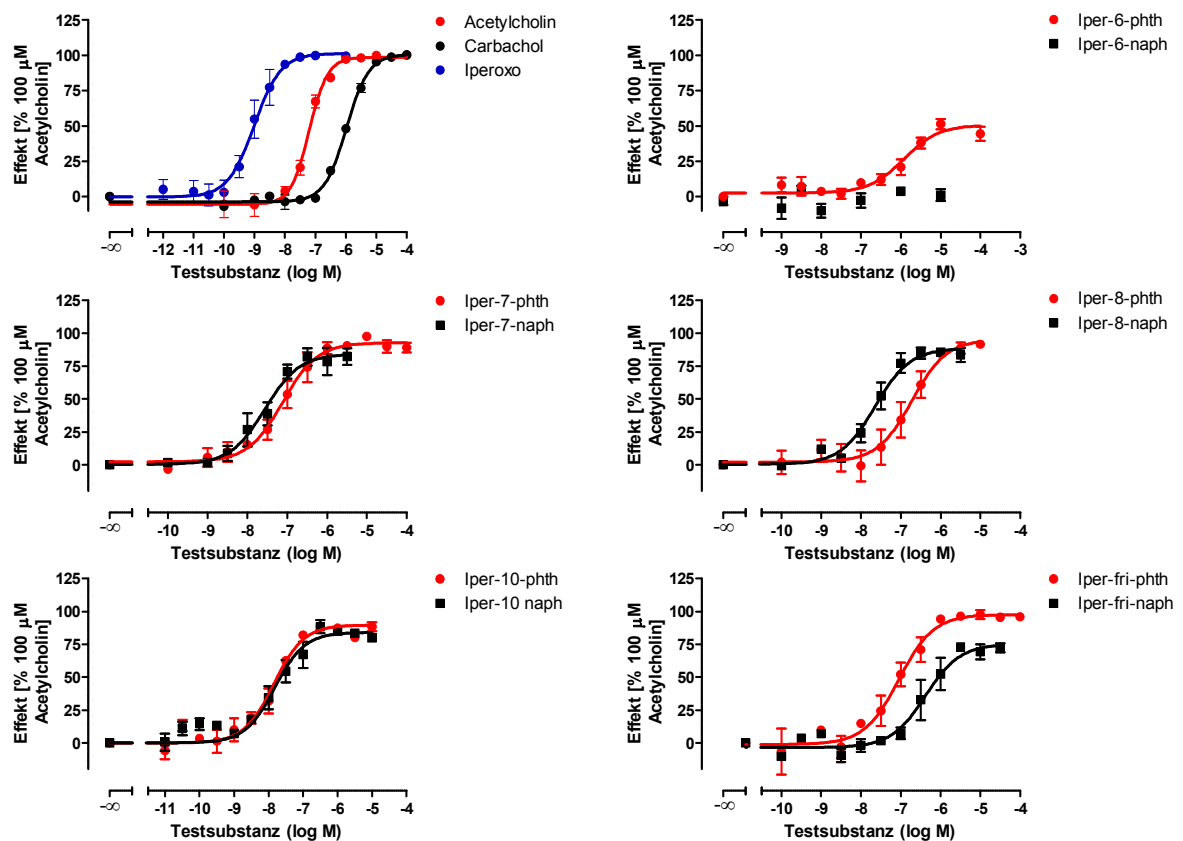 Acetylcholin
Carbachol
Iperoxo
Effekt [% 100 µM
Acetylcholin]
125
100
75
50
25
0
-∞ -12 -11 -10 -9 -8 -7 -6 -5 -4
Testsubstanz (log M)
Iper-6-phth
Iper-6-naph
Effekt [% 100 µM
Acetylcholin]
125
100
75
50
25
0
-∞ -10 -9 -8 -7 -6 -5 -4 -3
Testsubstanz (log M)
Iper-7-phth
Iper-7-naph
Effekt [% 100 µM
Acetylcholin]
125
100
75
50
25
0
-∞ -10 -9 -8 -7 -6 -5 -4
Testsubstanz (log M)
Iper-8-phth
Iper-8-naph
Effekt [% 100 µM
Acetylcholin]
125
100
75
50
25
0
-∞ -10 -9 -8 -7 -6 -5 -4
Testsubstanz (log M)
Iper-10-phth
Iper-10 naph
Effekt [% 100 µM
Acetylcholin]
125
100
75
50
25
0
-∞ -11 -10 -9 -8 -7 -6 -5 -4
Testsubstanz (log M)
Iper-fri-phth
Iper-fri-naph
Effekt [% 100 µM
Acetylcholin]
125
100
75
50
25
0
-∞ -10 -9 -8 -7 -6 -5 -4
Testsubstanz (log M)